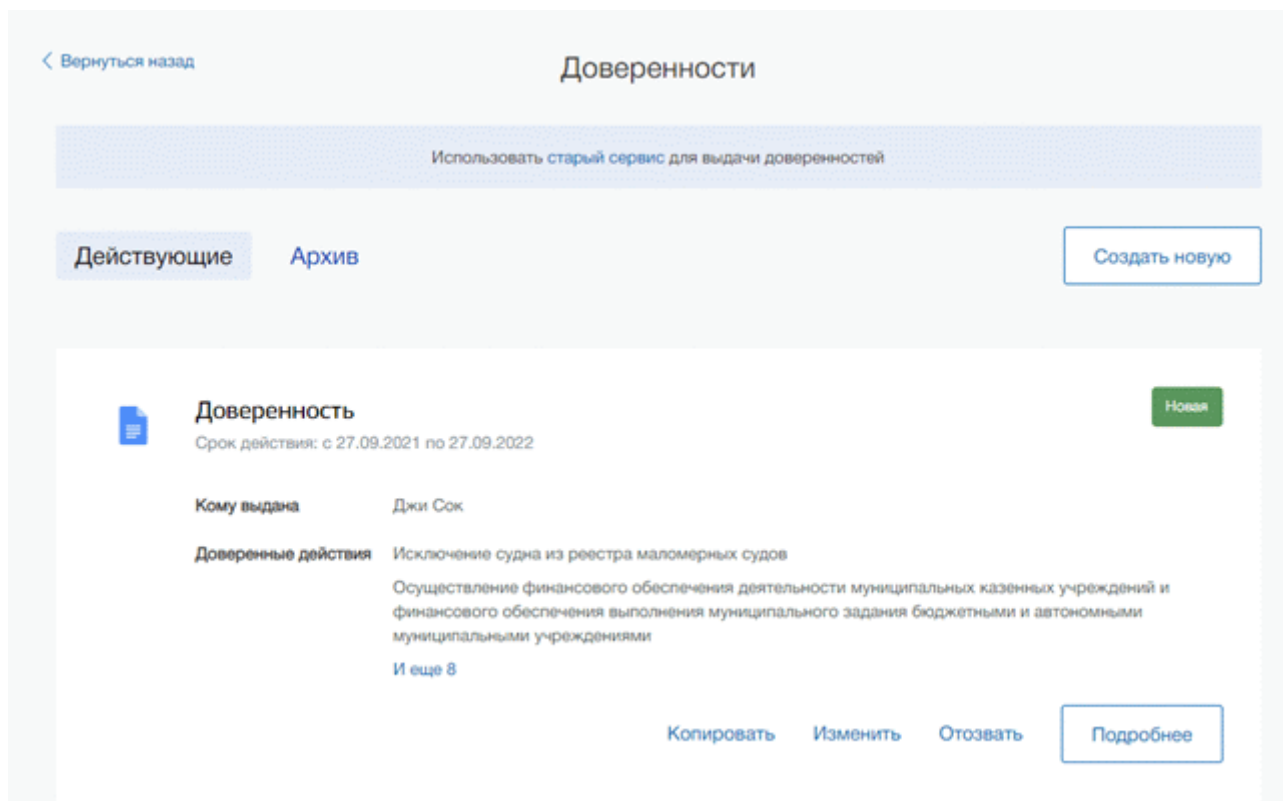 Вернуться назад
Доверенности
Использовать старый сервис для выдачи доверенностей
Действующие
Архив
Создать новую
Доверенность
Новая
Срок действия: с 27.09.2021 по 27.09.2022
Кому выдана
Джи Сок
Доверенные действия
Исключение судна из реестра маломерных судов
Осуществление финансового обеспечения деятельности муниципальных казенных учреждений и
финансового обеспечения выполнения муниципального задания бюджетными и автономными
муниципальными учреждениями
И еще 8
Копировать
Изменить
Отозвать
Подробнее